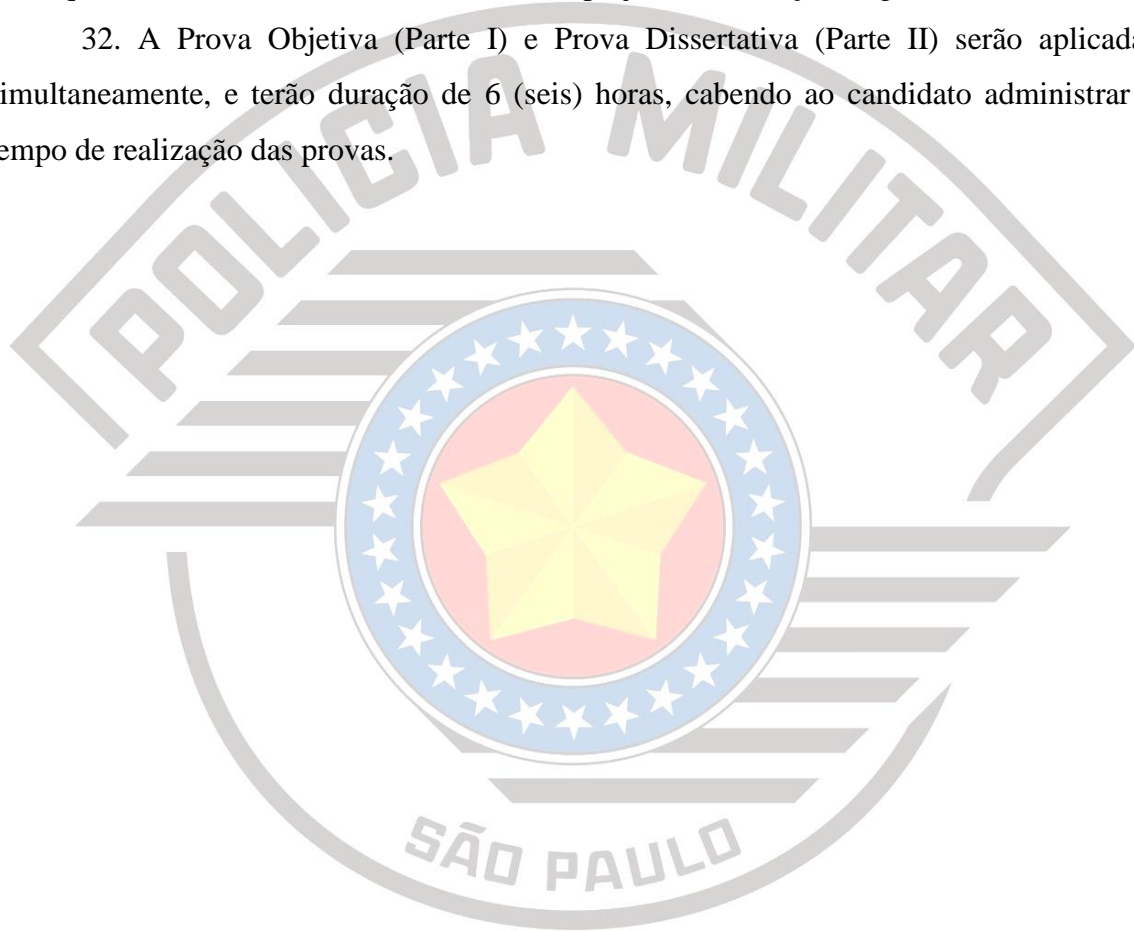 32. A Prova Objetiva (Parte I) e Prova Dissertativa (Parte II) serão aplicada
imultaneamente, e terão duração de 6 (seis) horas, cabendo ao candidato administrar
empo de realização das provas.
POLICIA MILITAR
SÃO PAULO